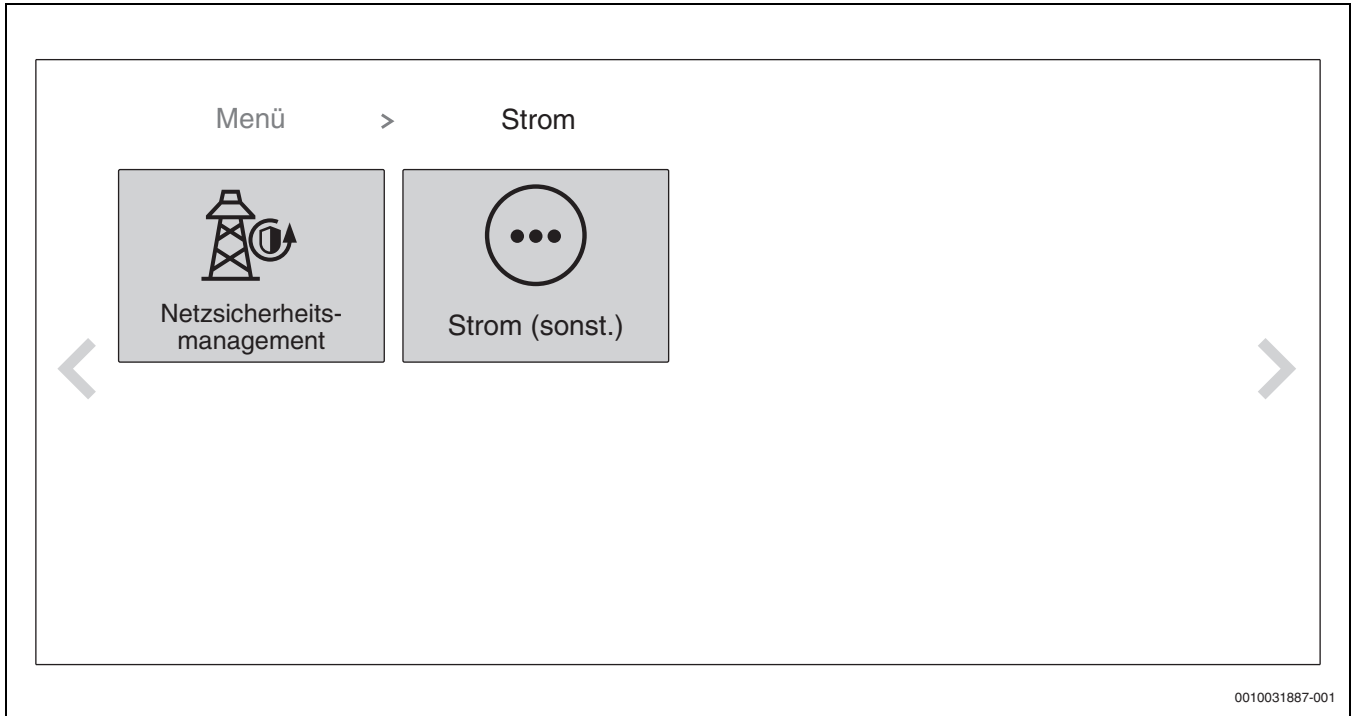 Menü > Strom
Netzsicherheits-
management
Strom (sonst.)
0010031887-001